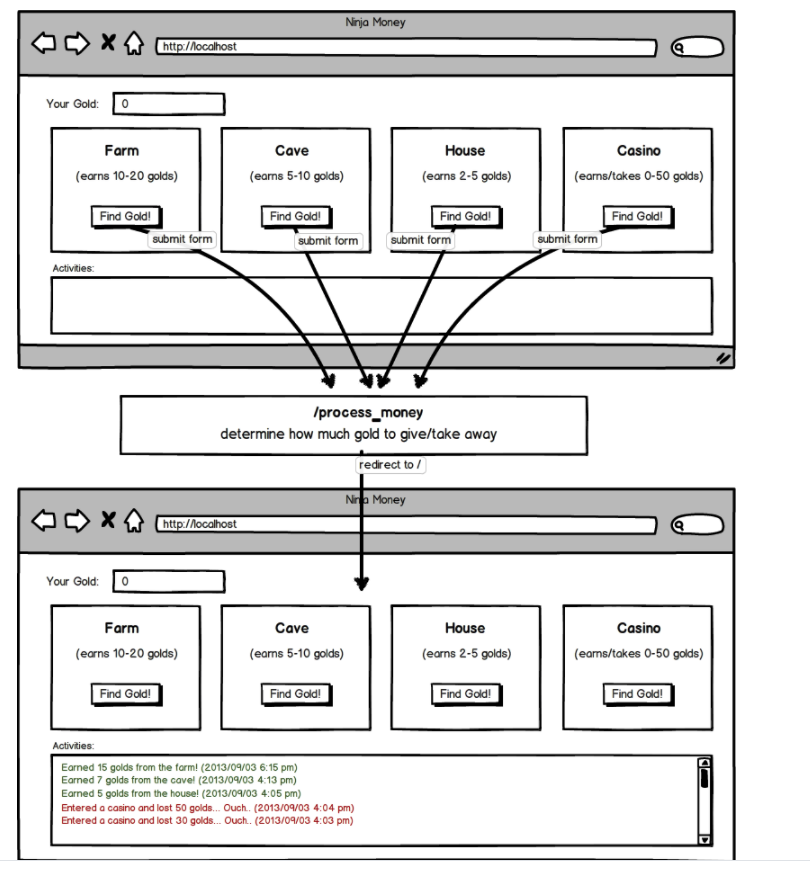 Ninja Money
http://localhost
Your Gold: 0
Farm
(earns 10-20 golds)
Find Gold!
submit form
Cave
(earns 5-10 golds)
Find Gold!
submit form
House
(earns 2-5 golds)
Find Gold!
submit form
Casino
(earns/takes 0-50 golds)
Find Gold!
submit form
Activities:
/process_money
determine how much gold to give/take away
redirect to /
Ninja Money
http://localhost
Your Gold: 0
Farm
(earns 10-20 golds)
Find Gold!
Cave
(earns 5-10 golds)
Find Gold!
House
(earns 2-5 golds)
Find Gold!
Casino
(earns/takes 0-50 golds)
Find Gold!
Activities:
Earned 15 golds from the farm! (2013/09/03 6:15 pm)
Earned 7 golds from the cave! (2013/09/03 4:13 pm)
Earned 5 golds from the house! (2013/09/03 4:05 pm)
Entered a casino and lost 50 golds... Ouch.. (2013/09/03 4:04 pm)
Entered a casino and lost 30 golds... Ouch.. (2013/09/03 4:03 pm)